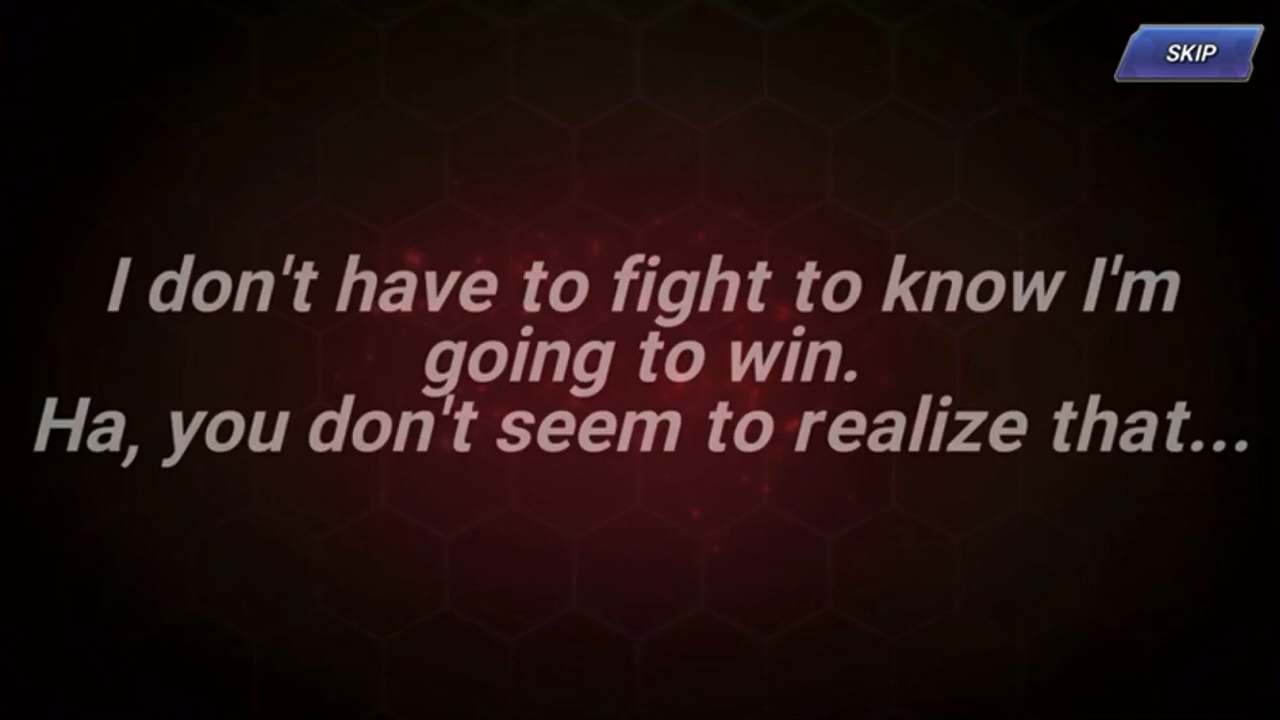 SKIP
I don't have to fight to know I'm
going to win.
Ha, you don't seem to realize that...